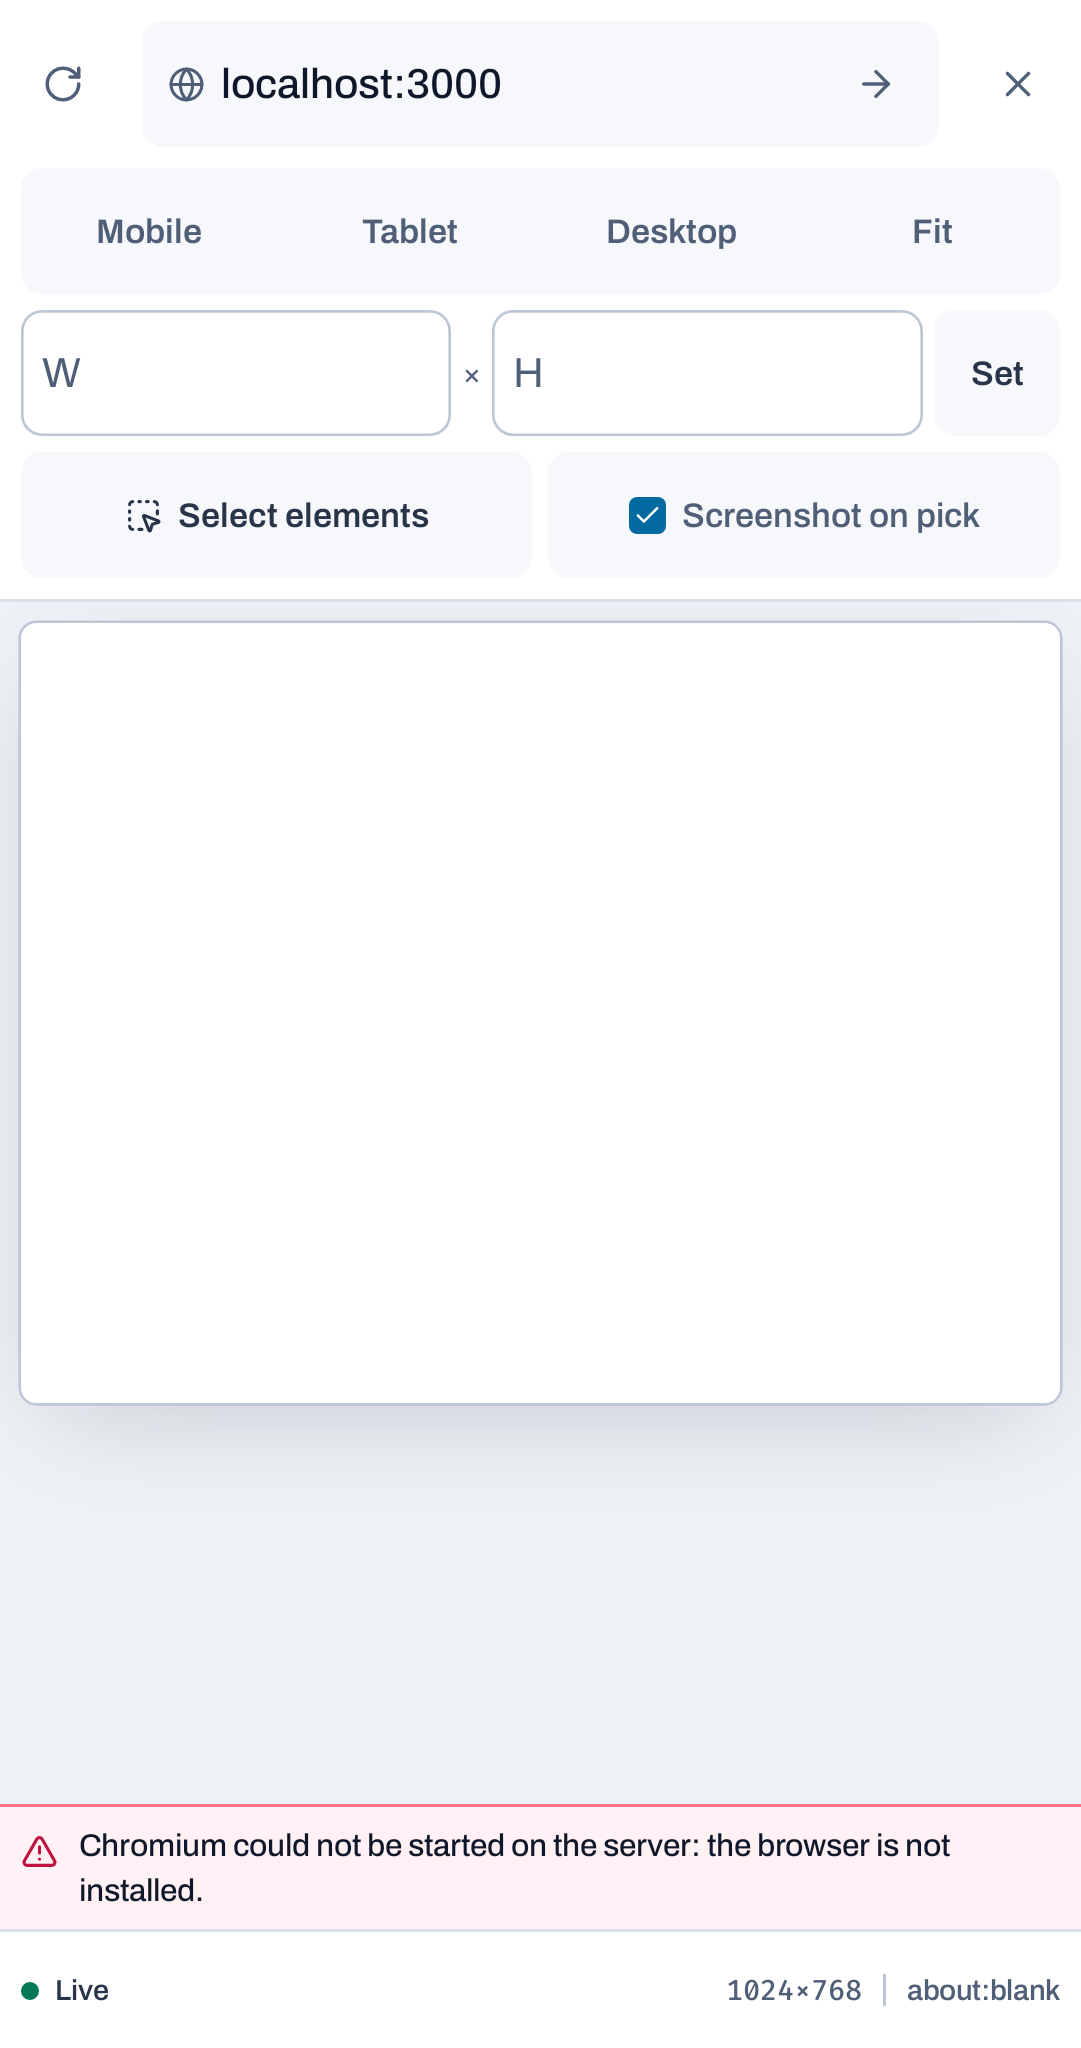 localhost:3000
Mobile Tablet Desktop Fit
W × H Set
Select elements Screenshot on pick
Chromium could not be started on the server: the browser is not
installed.
Live 1024×768 about:blank